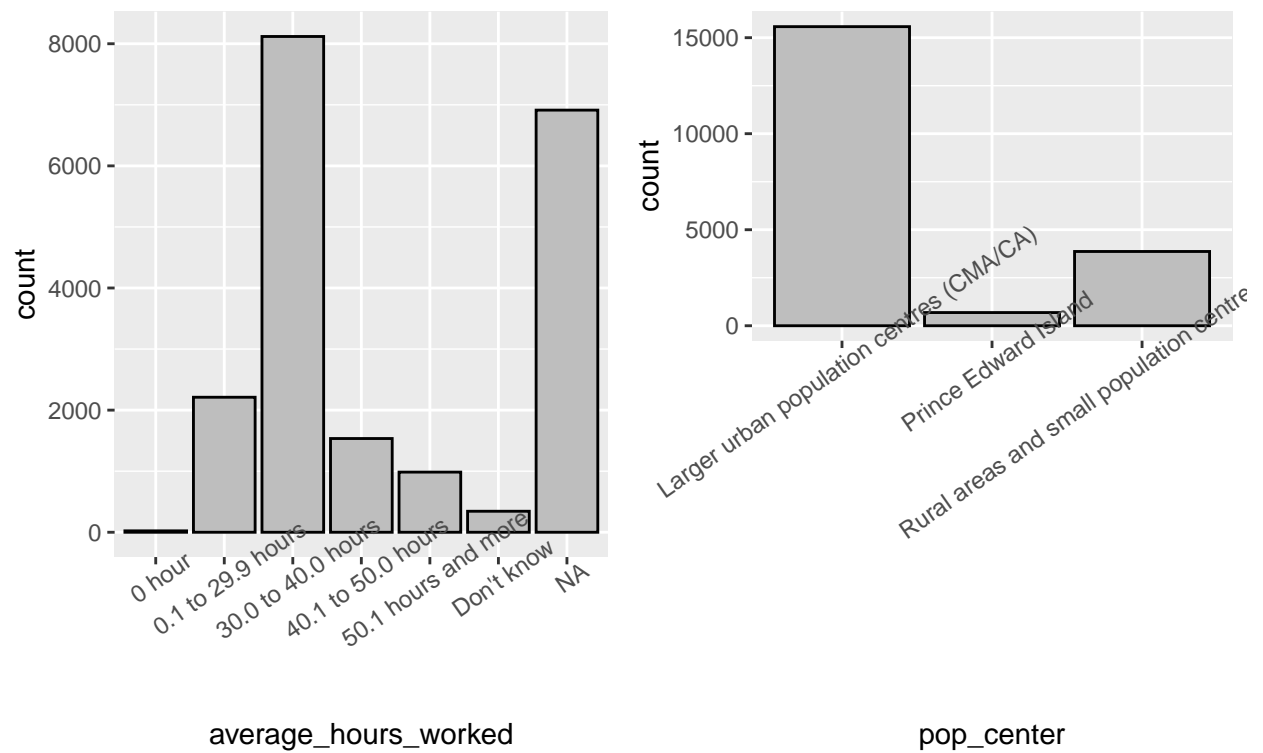 count
8000
6000
4000
2000
0
0 hour
0.1 to 29.9 hours
30.0 to 40.0 hours
40.1 to 50.0 hours
50.1 hours and more
Don't know
NA
average_hours_worked
count
15000
10000
5000
0
Larger urban population centres (CMA/CA)
Prince Edward Island
Rural areas and small population centre
pop_center